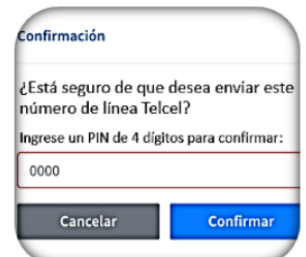 Confirmación
¿Está seguro de que desea enviar este
número de línea Telcel?
Ingrese un PIN de 4 dígitos para confirmar:
0000
Cancelar
Confirmar